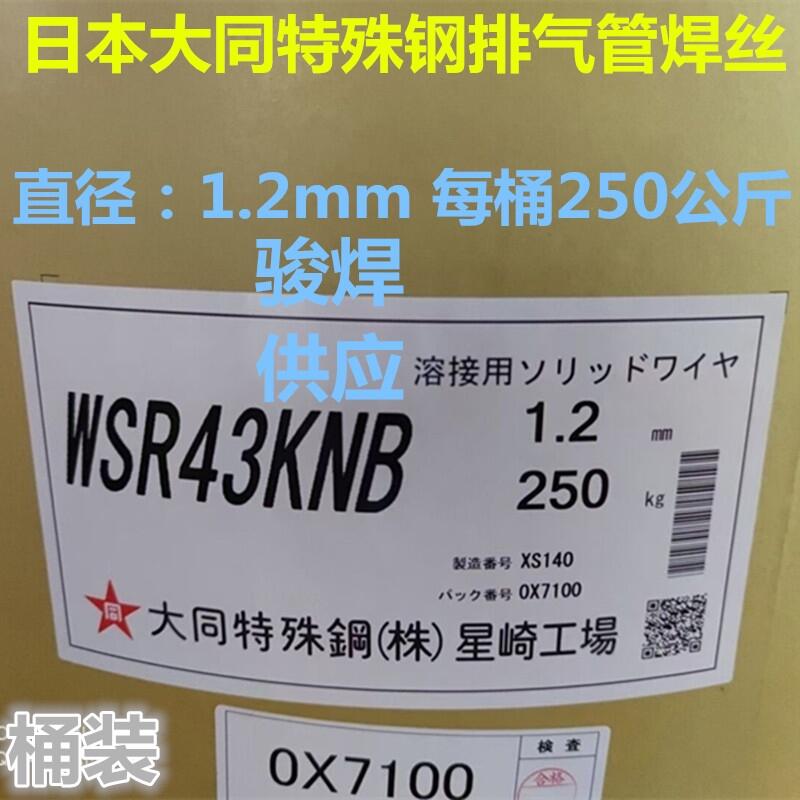 日本大同特殊钢排气管焊丝
直径：1.2mm 每桶250公斤
骏焊
供应
溶接用ソリッドワイヤ
WSR43KNB
1.2 mm
250 kg
製造番号 XS140
パック番号 0X7100
大同特殊鋼(株)星崎工場
桶装
0X7100
検査
合格